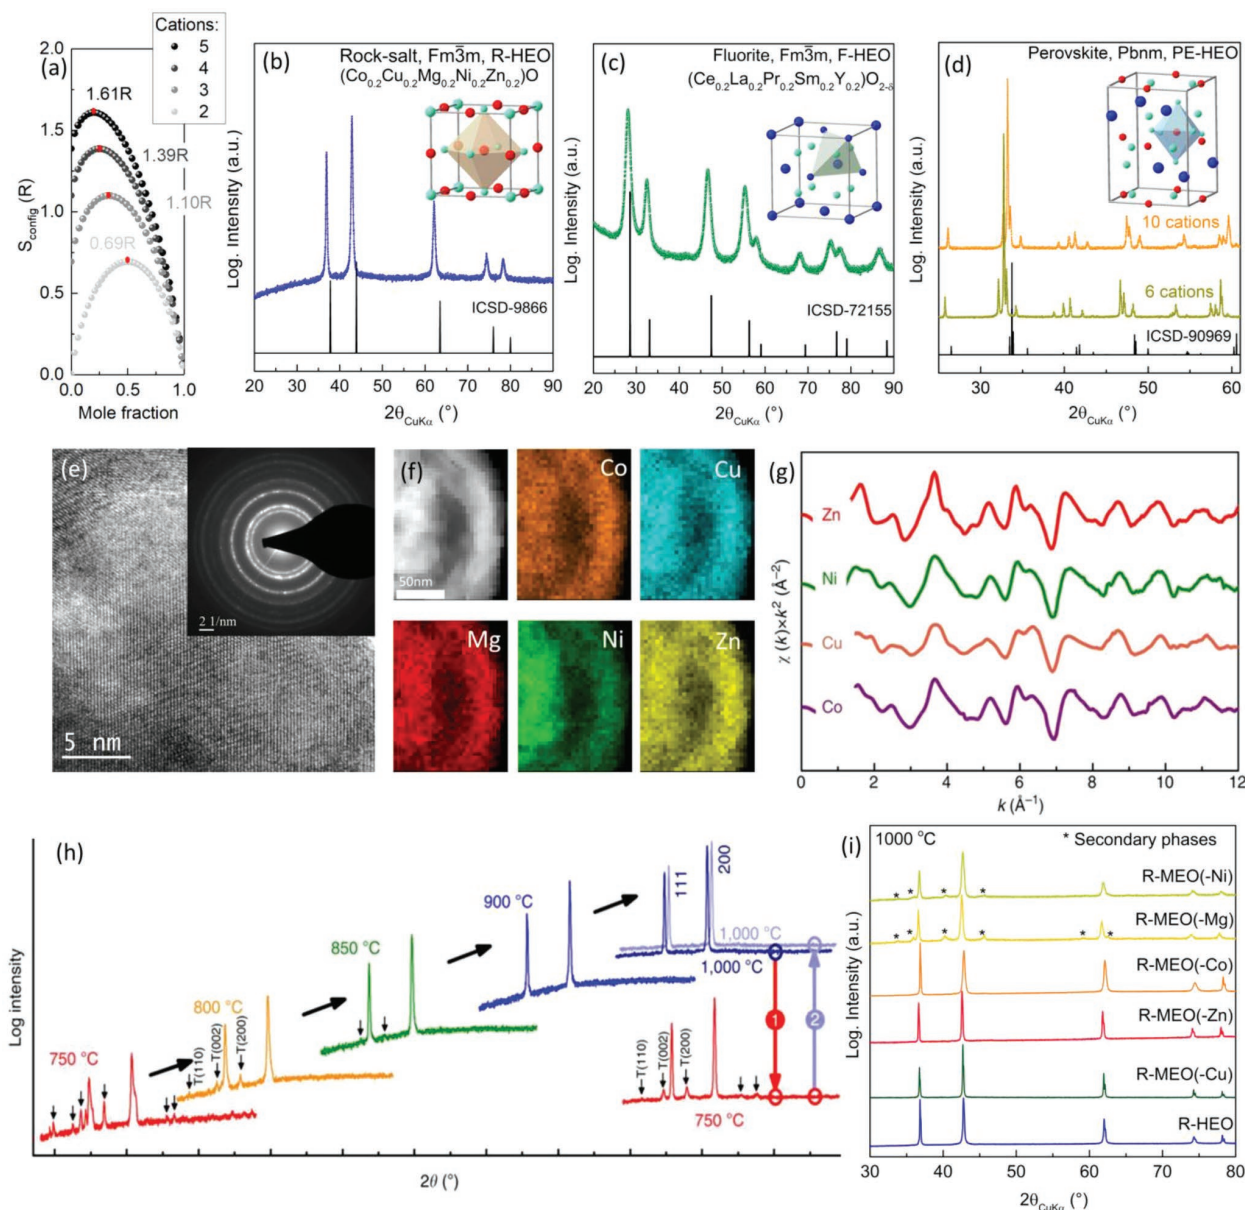 Cations:
5
4
3
2
(a)
2.0
1.5
1.0
0.5
0.0
1.61R
1.39R
1.10R
0.69R
S_config (R)
0.0 0.5 1.0
Mole fraction
(b)
Rock-salt, Fm3̅m, R-HEO
(Co0.2Cu0.2Mg0.2Ni0.2Zn0.2)O
Log. Intensity (a.u.)
ICSD-9866
20 30 40 50 60 70 80 90
2θCuKα (°)
(c)
Fluorite, Fm3̅m, F-HEO
(Ce0.2La0.2Pr0.2Sm0.2Y0.2)O2-δ
Log. Intensity (a.u.)
ICSD-72155
20 30 40 50 60 70 80 90
2θCuKα (°)
(d)
Perovskite, Pbnm, PE-HEO
Log. Intensity (a.u.)
10 cations
6 cations
ICSD-90969
30 40 50 60
2θCuKα (°)
(e)
2 1/nm
5 nm
(f)
50nm
Co
Cu
Mg
Ni
Zn
(g)
Zn
Ni
Cu
Co
χ (k)×k² (Å⁻²)
0 2 4 6 8 10 12
k (Å⁻¹)
(h)
Log intensity
750 °C
800 °C
T(110)
T(002)
T(200)
850 °C
900 °C
111
200
1,000 °C
1,000 °C
1
2
T(110)
T(002)
T(200)
750 °C
2θ (°)
(i)
1000 °C
* Secondary phases
R-MEO(-Ni)
* * * *
R-MEO(-Mg)
* * * * * *
R-MEO(-Co)
R-MEO(-Zn)
R-MEO(-Cu)
R-HEO
Log. Intensity (a.u.)
30 40 50 60 70 80
2θCuKα (°)